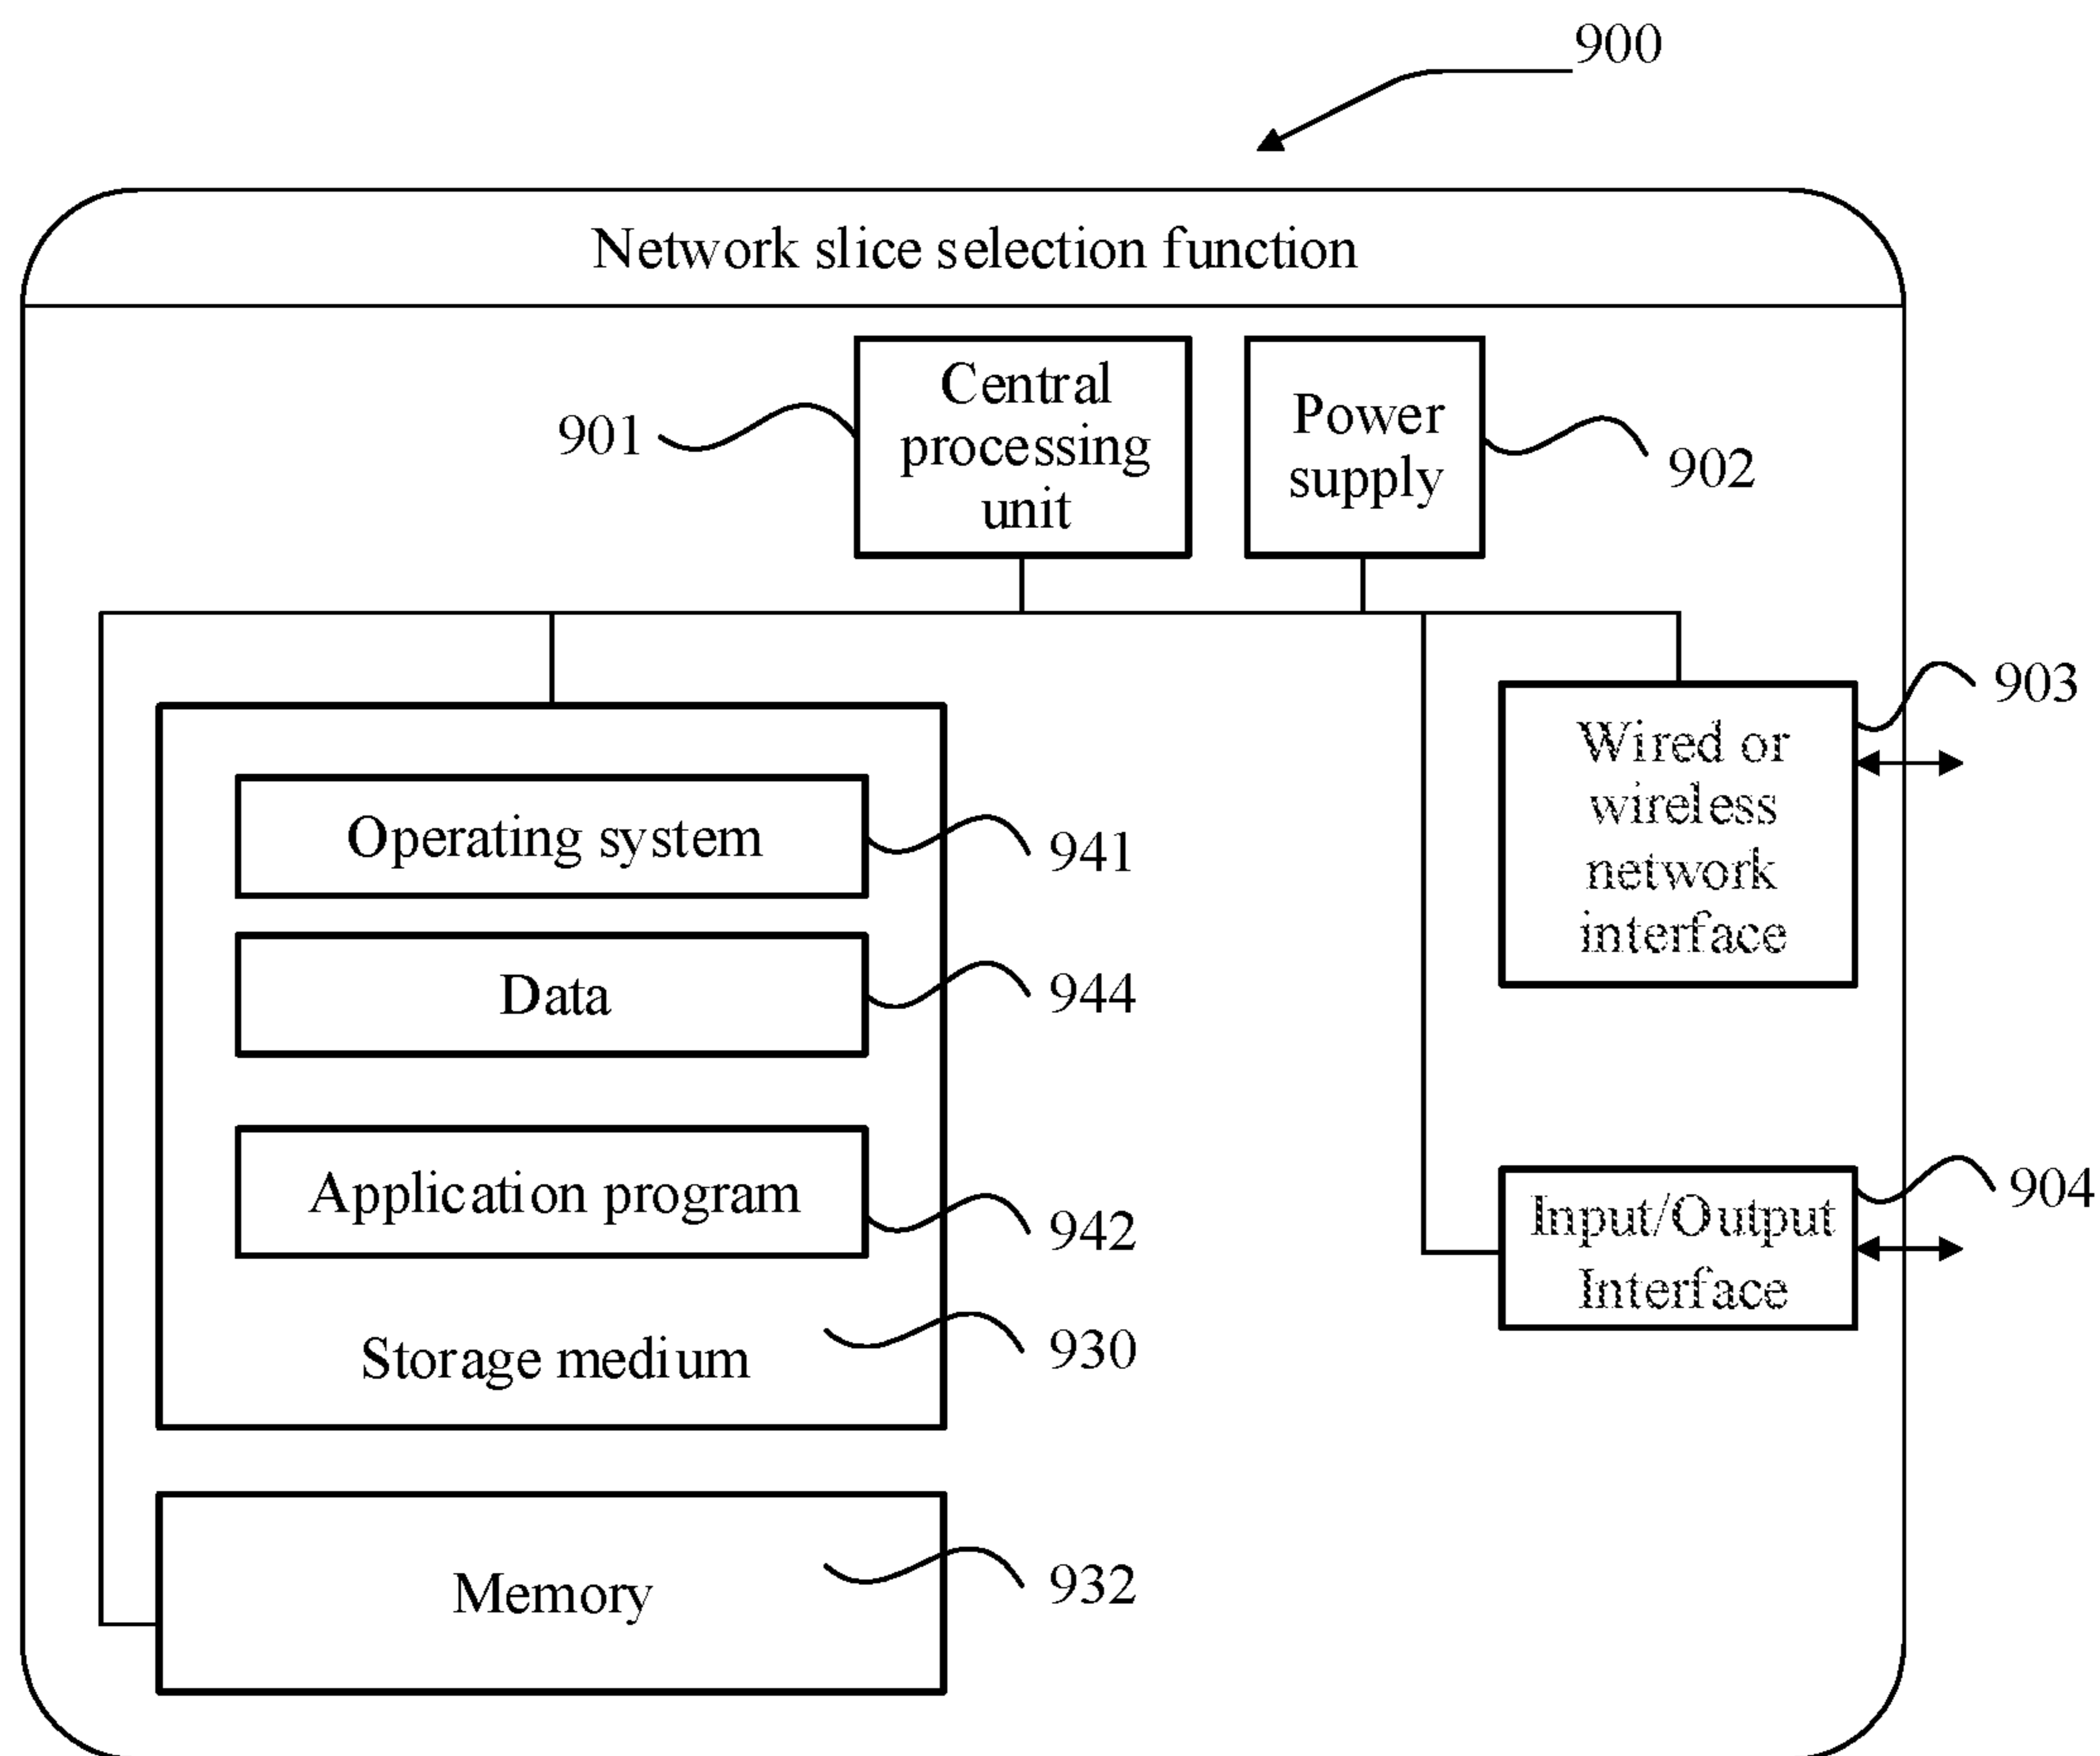 900
Network slice selection function
Central
processing
unit
901
Power
supply
902
903
Wired or
wireless
network
interface
Operating system
941
Data
944
Application program
942
904
Input/Output
Interface
Storage medium
930
Memory
932